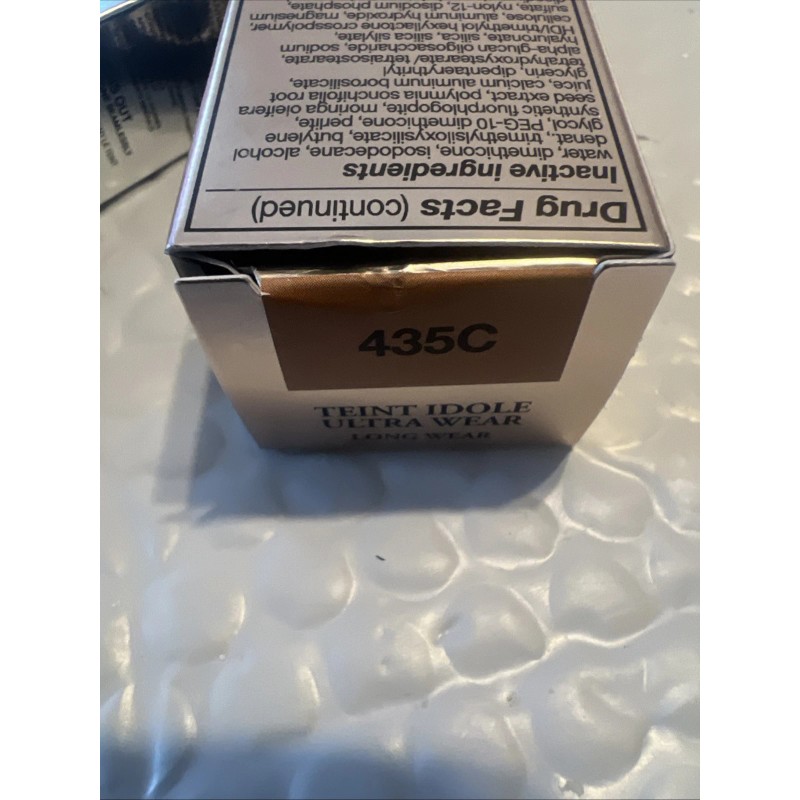 Drug Facts (continued)
Inactive ingredients
water, dimethicone, isododecane, alcohol
denat. trimethylsiloxysilicate, butylene
glycol, PEG-10 dimethicone, perlite,
synthetic fluorphlogopite, moringa oleifera
seed extract, polymnia sonchifolia root
juice, calcium aluminum borosilicate,
glycerin, dipentaerythrityl
tetrahydroxystearate/ tetraisostearate,
alpha-glucan oligosaccharide, sodium
hyaluronate, silica, silica silylate,
HDI/trimethylol hexyllactone crosspolymer,
cellulose, aluminum hydroxide, magnesium
sulfate, nylon-12, disodium phosphate,
435C
TEINT IDOLE
ULTRA WEAR
LONG WEAR
OUT